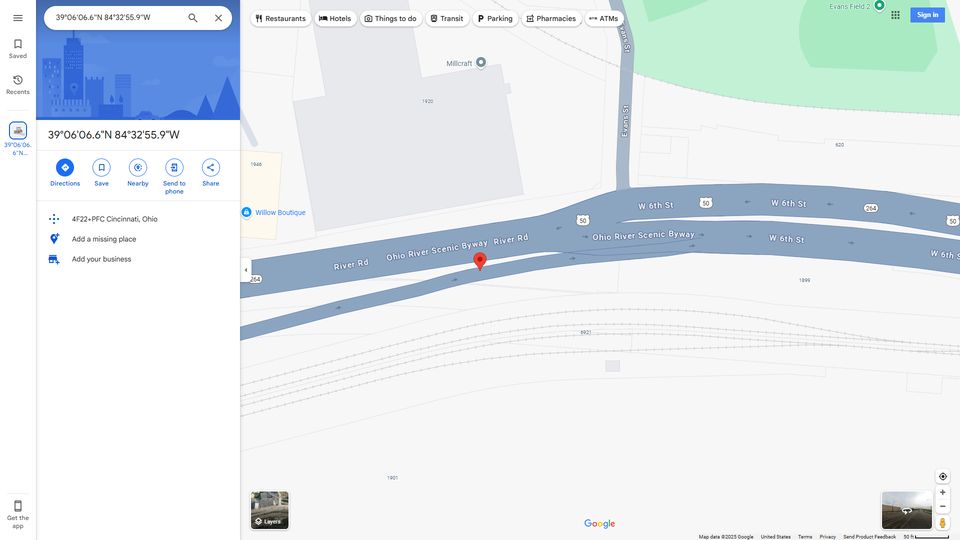 39°06'06.6"N 84°32'55.9"W
Restaurants
Hotels
Things to do
Transit
Parking
Pharmacies
ATMs
Sign in
Saved
Recents
39°06'06.
6"N...
39°06'06.6"N 84°32'55.9"W
Directions
Save
Nearby
Send to
phone
Share
4F22+PFC Cincinnati, Ohio
Add a missing place
Add your business
Get the
app
Evans Field 2
Millcraft
1920
Evans St
Evans St
620
1946
Willow Boutique
W 6th St
50
W 6th St
264
50
50
River Rd
Ohio River Scenic Byway
River Rd
Ohio River Scenic Byway
W 6th St
W 6th S
264
1899
6921
1901
Layers
Google
Map data ©2025 Google
United States
Terms
Privacy
Send Product Feedback
50 ft